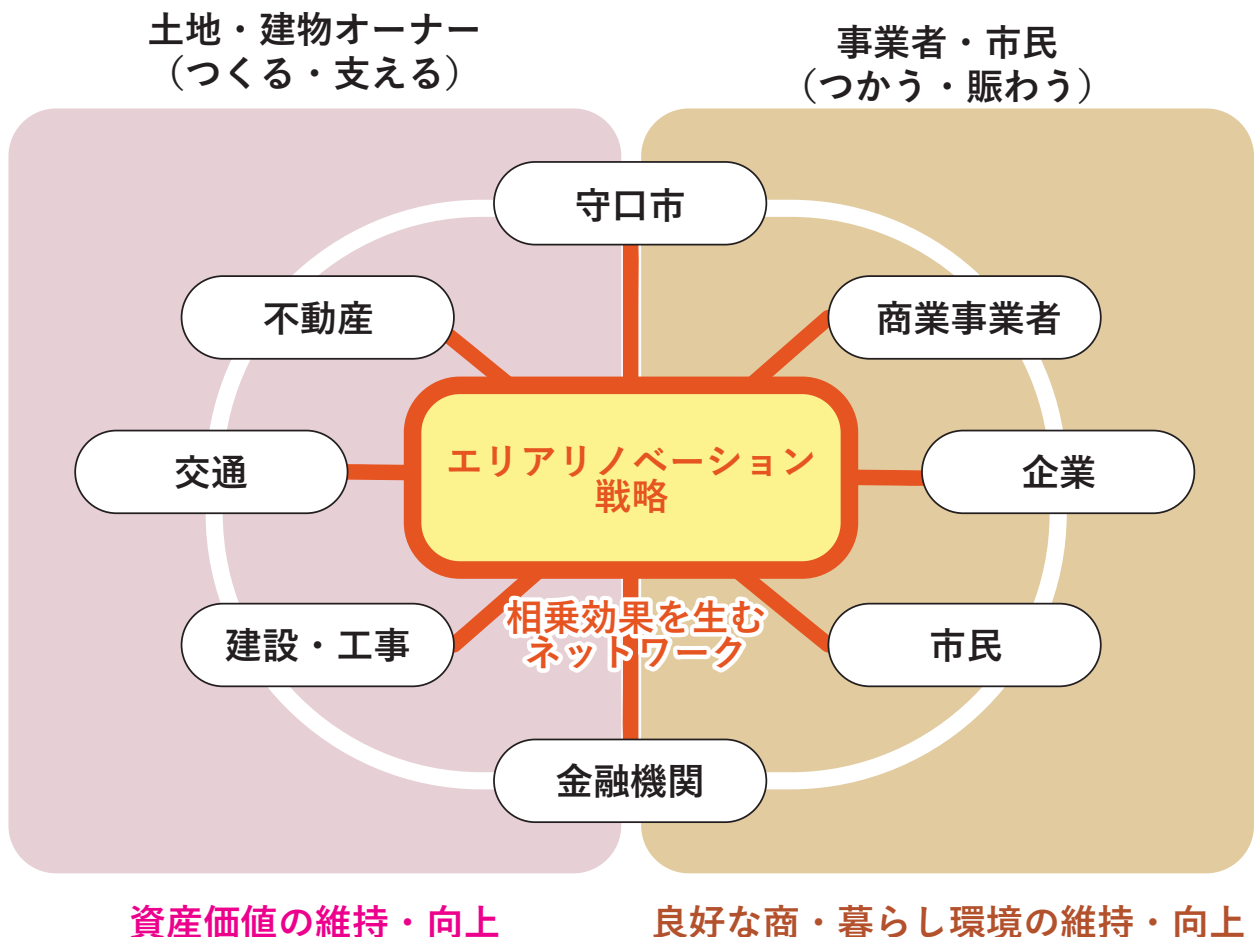 土地・建物オーナー
（つくる・支える）
事業者・市民
（つかう・賑わう）
守口市
不動産
商業事業者
交通
エリアリノベーション
戦略
企業
相乗効果を生む
ネットワーク
建設・工事
市民
金融機関
資産価値の維持・向上
良好な商・暮らし環境の維持・向上